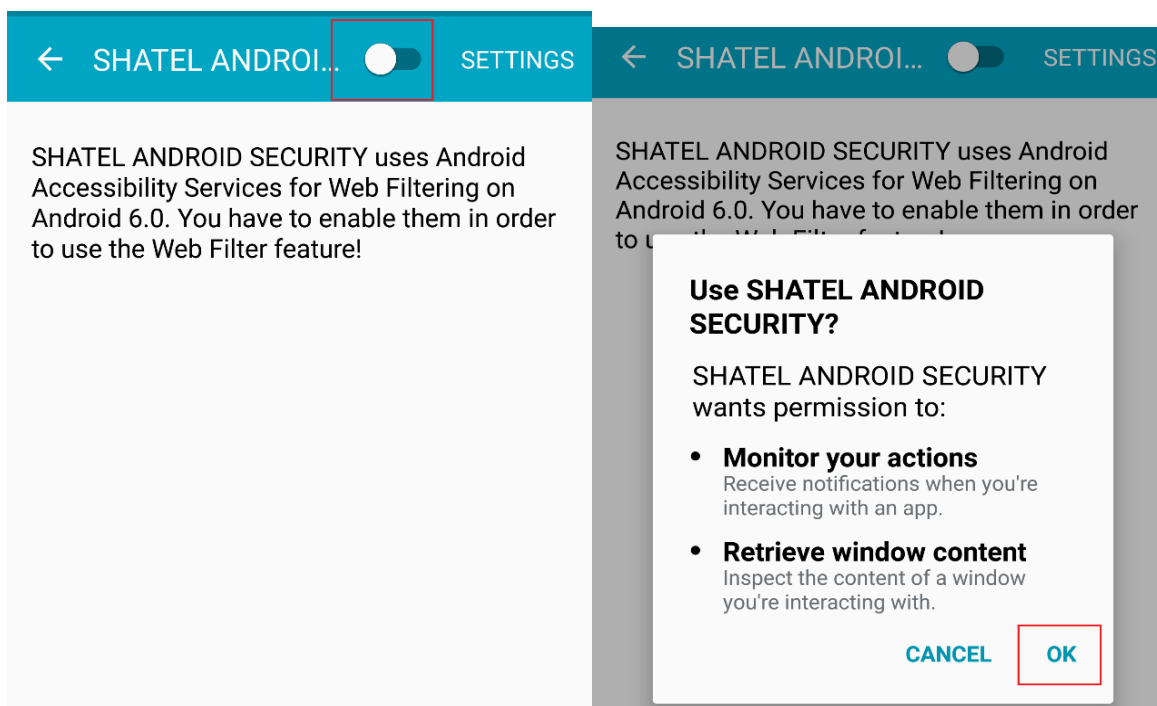 SHATEL ANDROI...
SETTINGS
SHATEL ANDROID SECURITY uses Android
Accessibility Services for Web Filtering on
Android 6.0. You have to enable them in order
to use the Web Filter feature!
SHATEL ANDROI...
SETTINGS
SHATEL ANDROID SECURITY uses Android
Accessibility Services for Web Filtering on
Android 6.0. You have to enable them in order
to
Use SHATEL ANDROID
SECURITY?
SHATEL ANDROID SECURITY
wants permission to:
• Monitor your actions
Receive notifications when you're
interacting with an app.
• Retrieve window content
Inspect the content of a window
you're interacting with.
CANCEL
OK